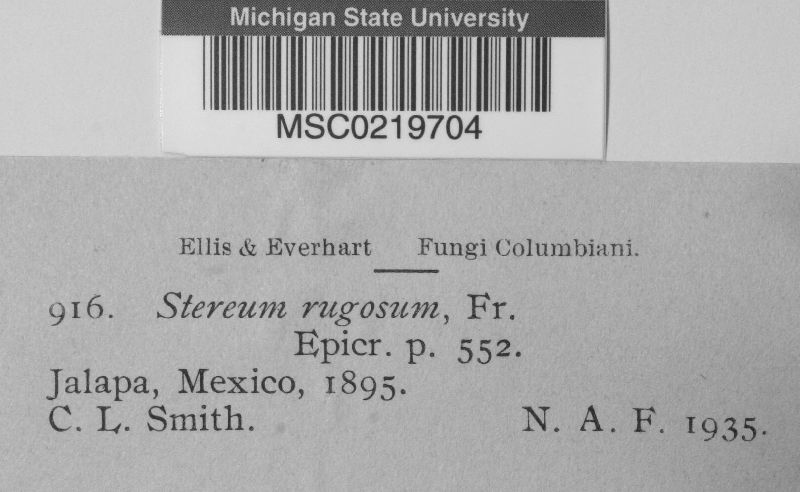 Michigan State University
MSC0219704
Ellis & Everhart Fungi Columbiani.
916. Stereum rugosum, Fr.
Epicr. p. 552.
Jalapa, Mexico, 1895.
C. L. Smith. N. A. F. 1935.